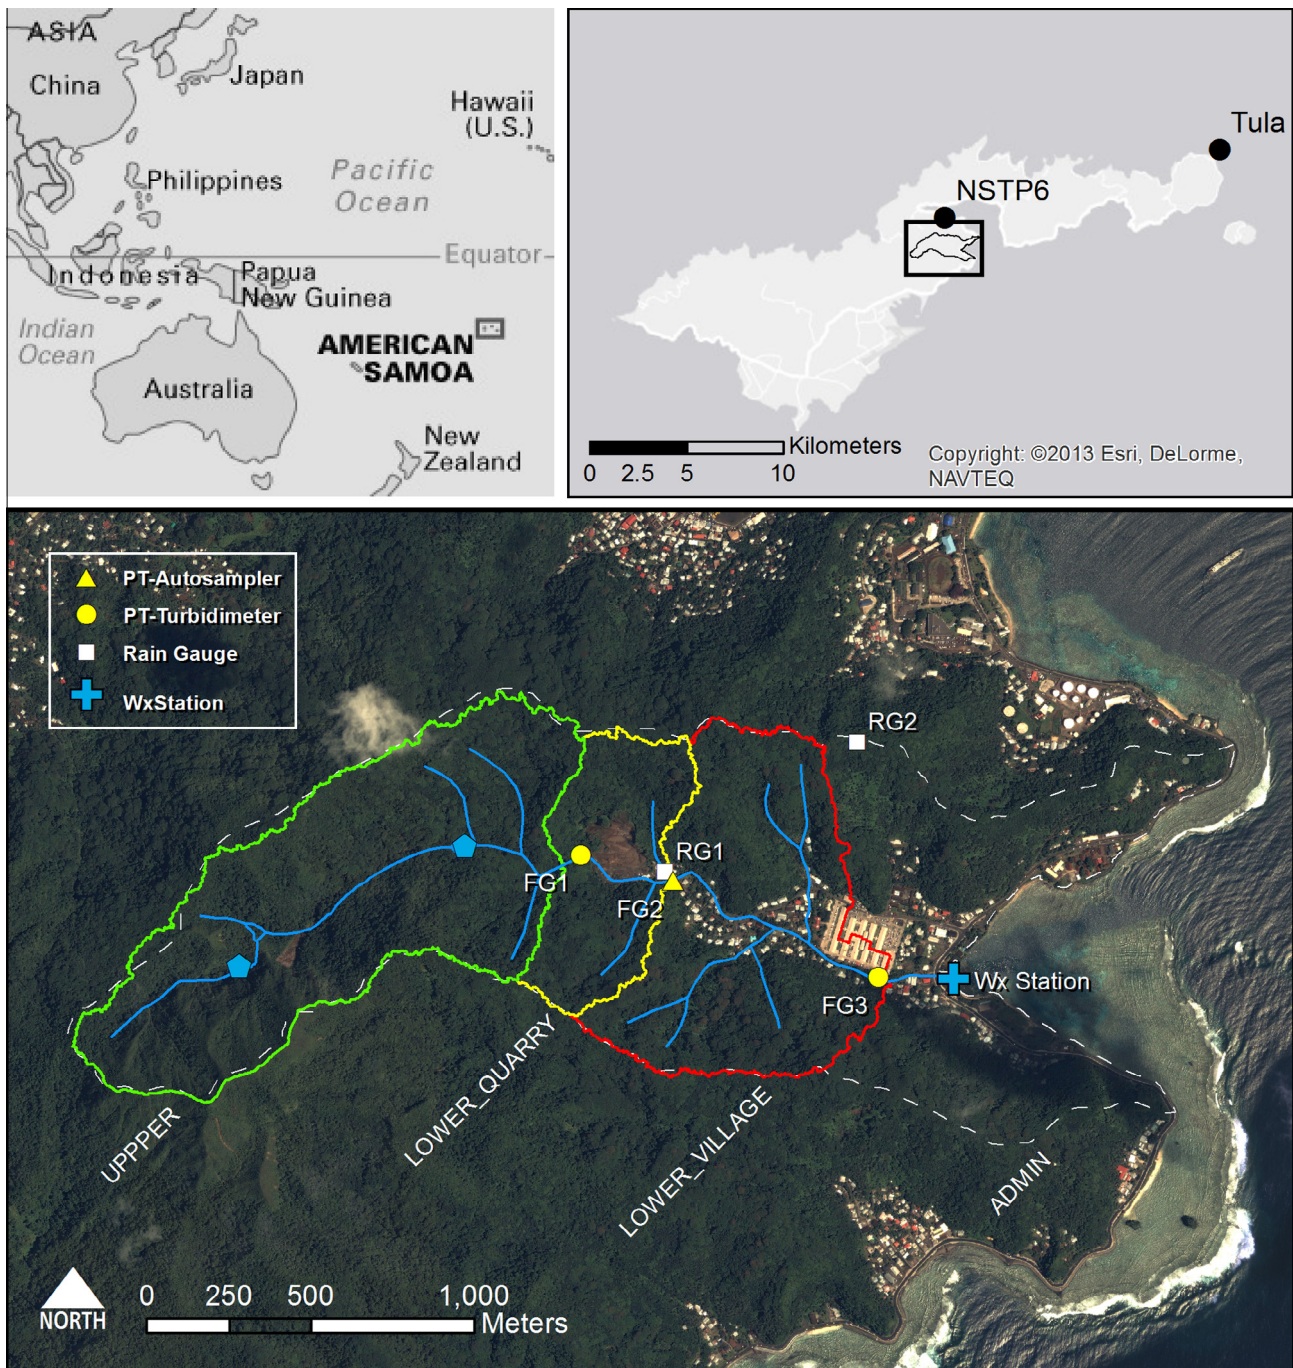 ASIA
China
Japan
Hawaii
(U.S.)
Pacific
Ocean
Philippines
Equator
Indonesia
Papua
New Guinea
Indian
Ocean
AMERICAN
SAMOA
Australia
New
Zealand
Tula
NSTP6
Kilometers
0 2.5 5 10
Copyright: ©2013 Esri, DeLorme,
NAVTEQ
PT-Autosampler
PT-Turbidimeter
Rain Gauge
WxStation
RG2
RG1
FG1
FG2
Wx Station
FG3
UPPPER
LOWER_QUARRY
LOWER_VILLAGE
ADMIN
NORTH
0 250 500 1,000
Meters